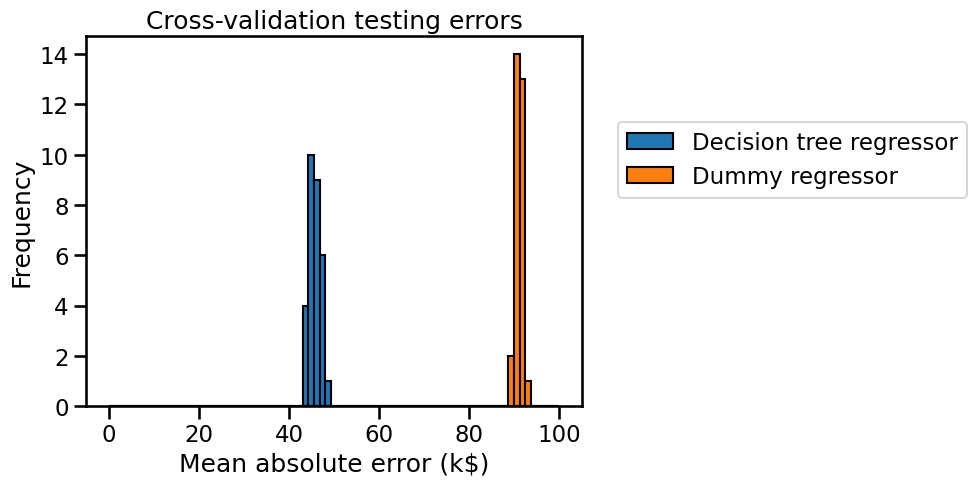 Cross-validation testing errors
14
12
10
8
6
4
2
0
Frequency
0 20 40 60 80 100
Mean absolute error (k$)
Decision tree regressor
Dummy regressor